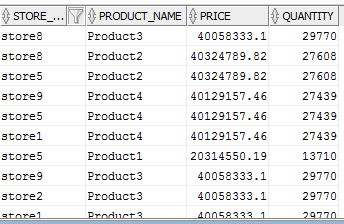 STORE_... PRODUCT_NAME PRICE QUANTITY
store8 Product3 40058333.1 29770
store8 Product2 40324789.82 27608
store5 Product2 40324789.82 27608
store9 Product4 40129157.46 27439
store5 Product4 40129157.46 27439
store1 Product4 40129157.46 27439
store5 Product1 20314550.19 13710
store9 Product3 40058333.1 29770
store2 Product3 40058333.1 29770
store1 Product3 40058333.1 29770